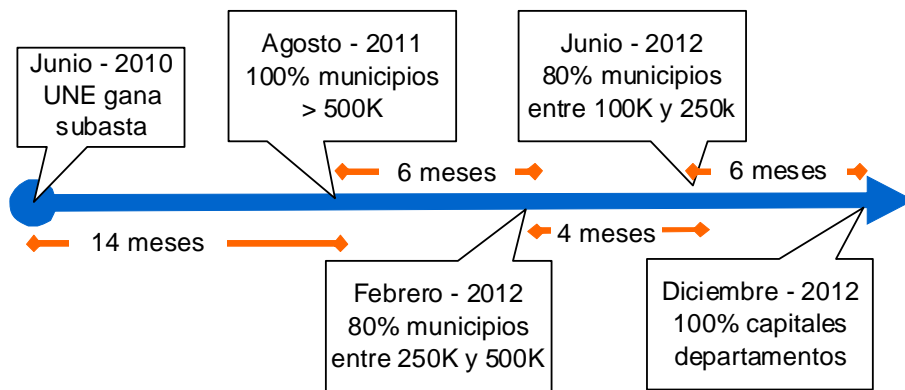 Junio - 2010
UNE gana
subasta
Agosto - 2011
100% municipios
> 500K
Junio - 2012
80% municipios
entre 100K y 250k
6 meses
6 meses
14 meses
4 meses
Febrero - 2012
80% municipios
entre 250K y 500K
Diciembre - 2012
100% capitales
departamentos